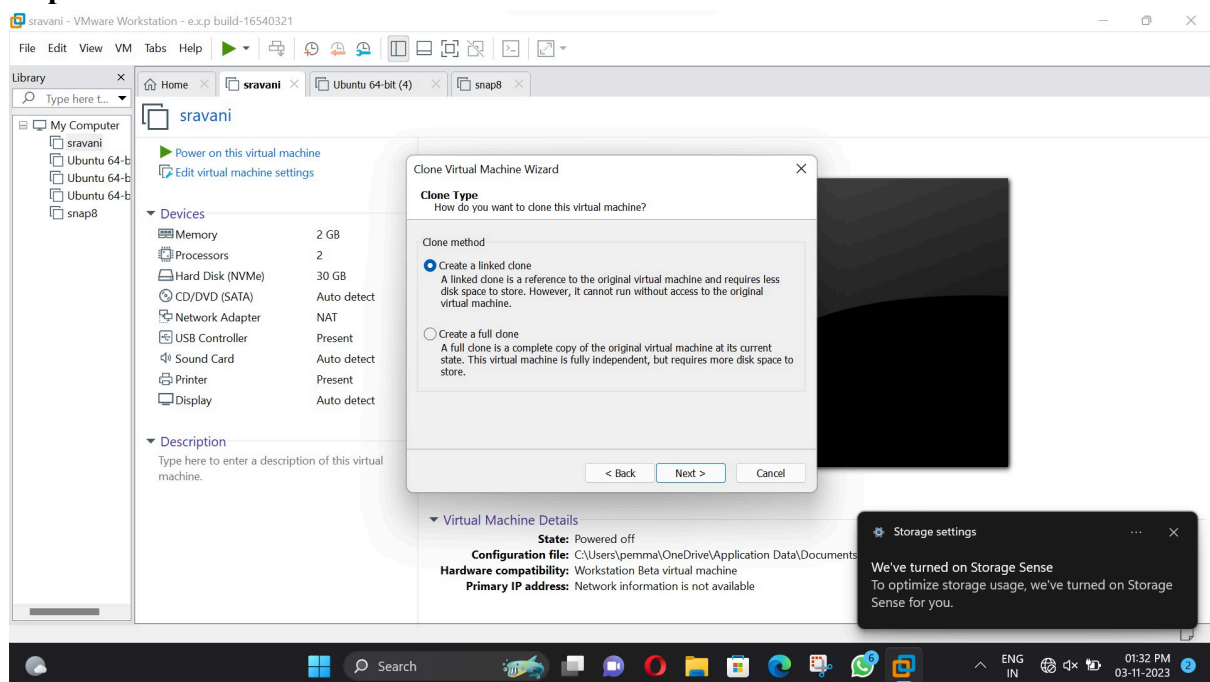 sravani - VMware Workstation - e.x.p build-16540321
File Edit View VM Tabs Help
Library
Type here t...
My Computer
sravani
Ubuntu 64-b
Ubuntu 64-b
Ubuntu 64-b
snap8
Home
sravani
Ubuntu 64-bit (4)
snap8
sravani
Power on this virtual machine
Edit virtual machine settings
Devices
Memory 2 GB
Processors 2
Hard Disk (NVMe) 30 GB
CD/DVD (SATA) Auto detect
Network Adapter NAT
USB Controller Present
Sound Card Auto detect
Printer Present
Display Auto detect
Description
Type here to enter a description of this virtual
machine.
Clone Virtual Machine Wizard
Clone Type
How do you want to clone this virtual machine?
Clone method
Create a linked clone
A linked clone is a reference to the original virtual machine and requires less
disk space to store. However, it cannot run without access to the original
virtual machine.
Create a full clone
A full clone is a complete copy of the original virtual machine at its current
state. This virtual machine is fully independent, but requires more disk space to
store.
< Back Next > Cancel
Virtual Machine Details
State: Powered off
Configuration file: C:\Users\pemma\OneDrive\Application Data\Documents
Hardware compatibility: Workstation Beta virtual machine
Primary IP address: Network information is not available
Storage settings
We've turned on Storage Sense
To optimize storage usage, we've turned on Storage
Sense for you.
Search
6
ENG
IN
01:32 PM
03-11-2023
2